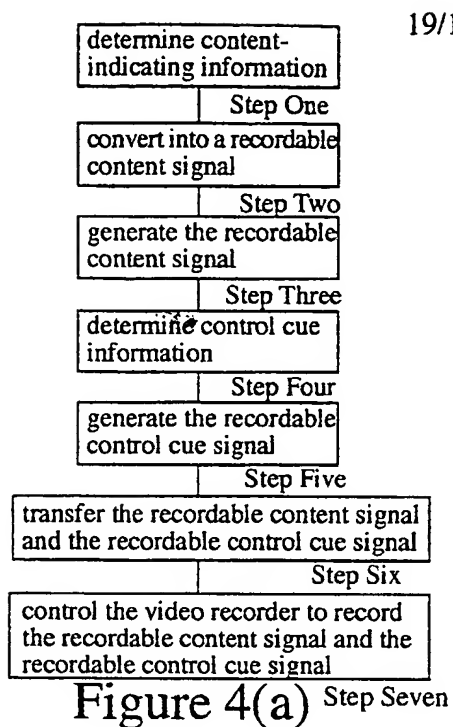 19/1
determine content-
indicating information
Step One
convert into a recordable
content signal
Step Two
generate the recordable
content signal
Step Three
determine control cue
information
Step Four
generate the recordable
control cue signal
Step Five
transfer the recordable content signal
and the recordable control cue signal
Step Six
control the video recorder to record
the recordable content signal and the
recordable control cue signal
Figure 4(a) Step Seven